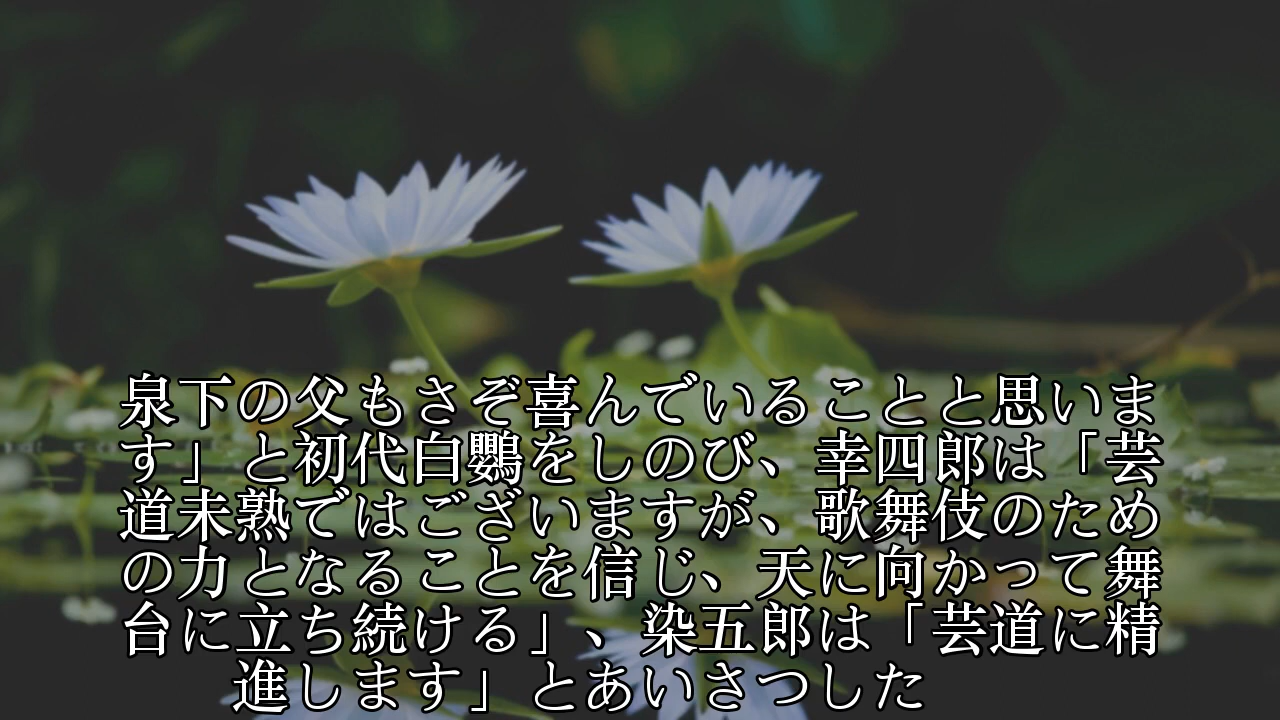 泉下の父もさぞ喜んでいることと思いま
す」と初代白鸚をしのび、幸四郎は「芸
道未熟ではございますが、歌舞伎のため
の力となることを信じ、天に向かって舞
台に立ち続ける」、染五郎は「芸道に精
進します」とあいさつした